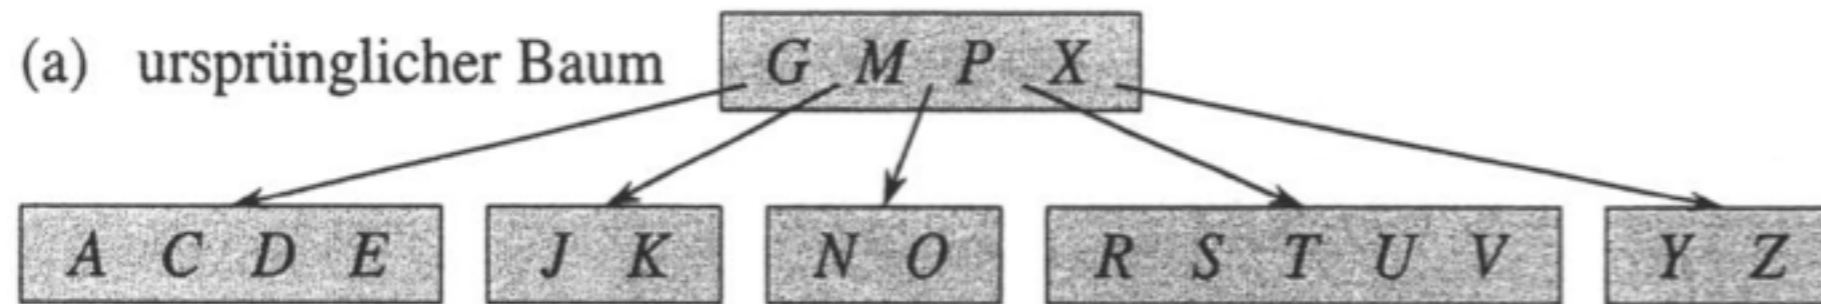 (a) ursprünglicher Baum G M P X
A C D E J K N O R S T U V Y Z